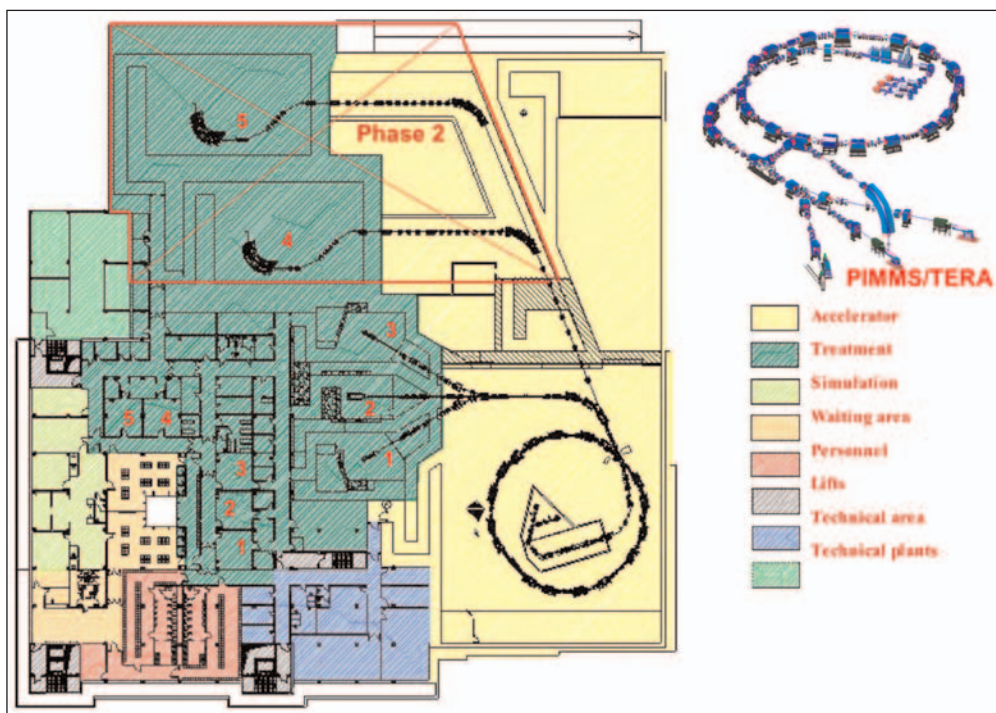 5
Phase 2
4
PIMMS/TERA
3
Accelerator
Treatment
Simulation
5 4
2
Waiting area
Personnel
3
1
Lifts
2
Technical area
1
Technical plants